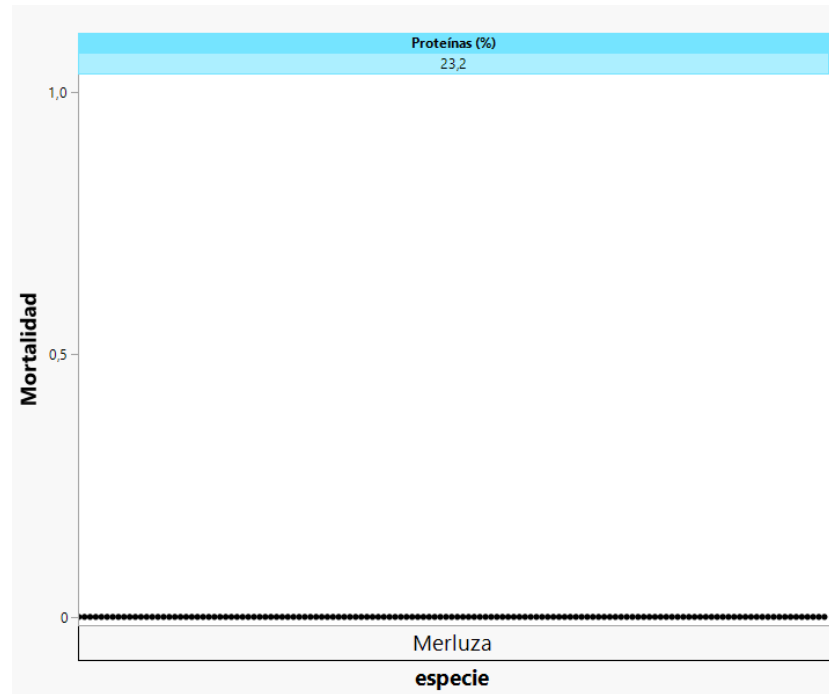 Proteínas (%)
23,2
1,0
0,5
0
Mortalidad
Merluza
especie